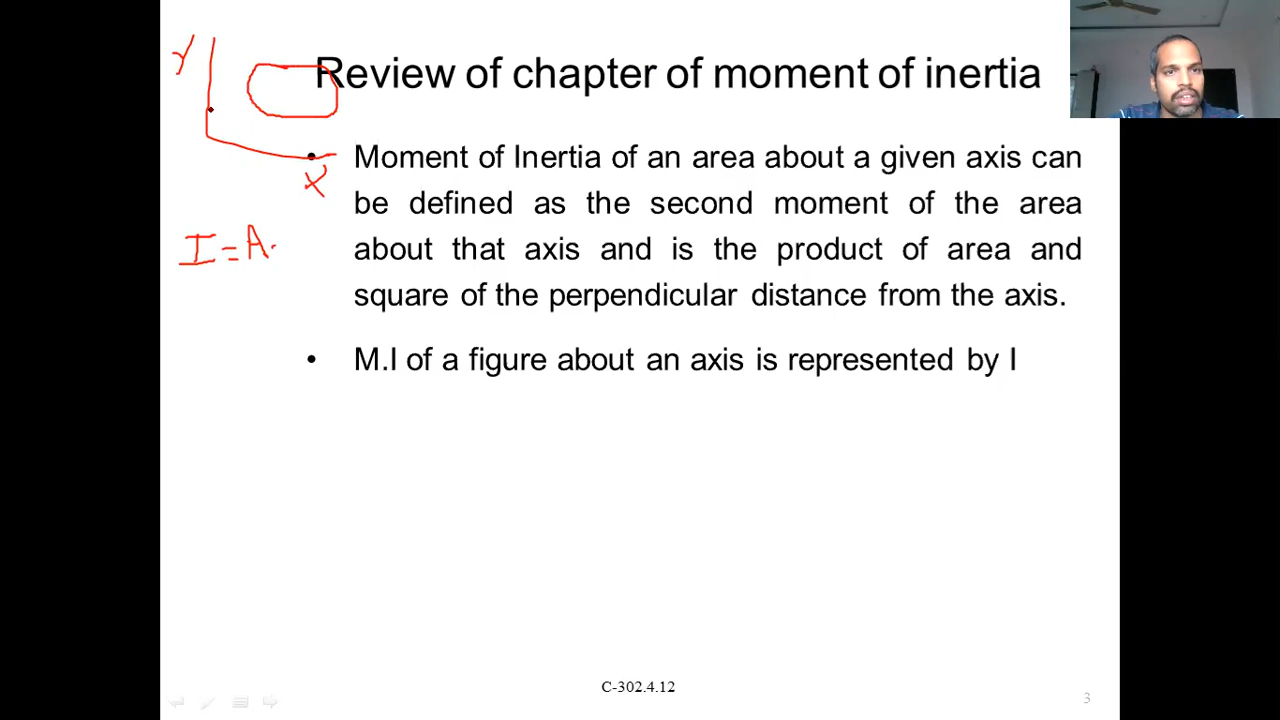 Y
Review of chapter of moment of inertia
• Moment of Inertia of an area about a given axis can
X
be defined as the second moment of the area
I = A.
about that axis and is the product of area and
square of the perpendicular distance from the axis.
• M.I of a figure about an axis is represented by I
C-302.4.12
3